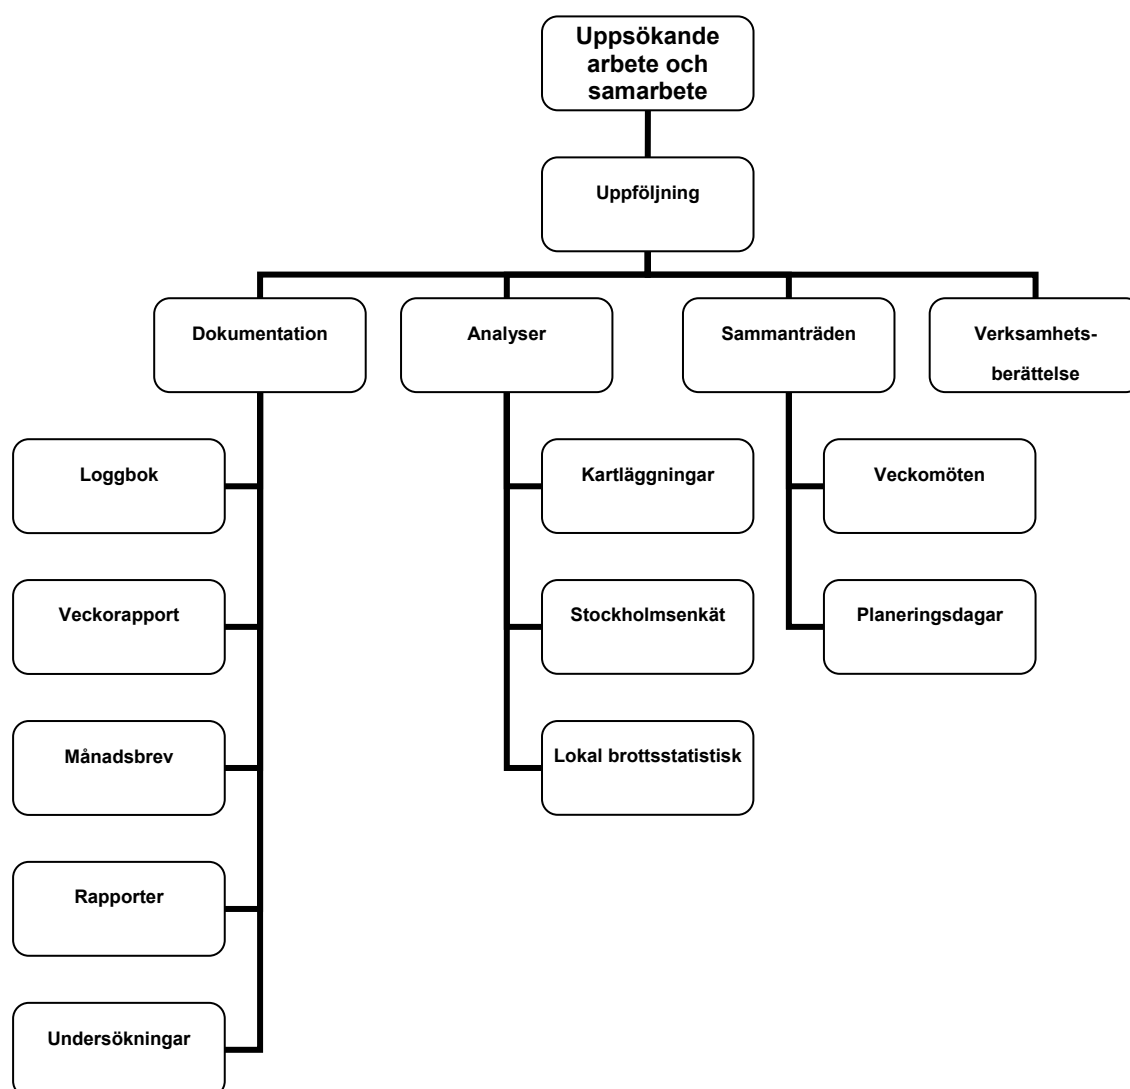 Uppsökande
arbete och
samarbete
Uppföljning
Dokumentation
Analyser
Sammanträden
Verksamhets-
berättelse
Loggbok
Kartläggningar
Veckomöten
Veckorapport
Stockholmsenkät
Planeringsdagar
Månadsbrev
Lokal brottsstatistisk
Rapporter
Undersökningar